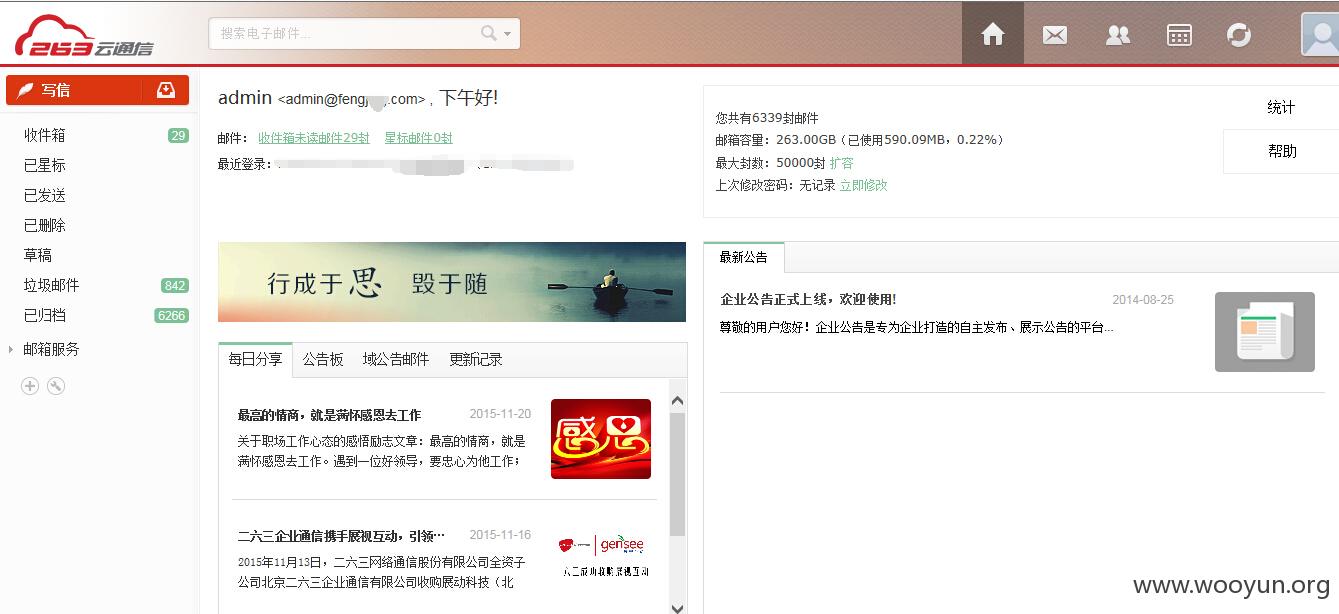 263云通信
搜索电子邮件...
写信
收件箱 29
已星标
已发送
已删除
草稿
垃圾邮件 842
已归档 6266
邮箱服务
admin <admin@feng .com> , 下午好!
邮件： 收件箱未读邮件29封 星标邮件0封
最近登录：
您共有6339封邮件
邮箱容量：263.00GB（已使用590.09MB，0.22%）
最大封数：50000封 扩容
上次修改密码：无记录 立即修改
统计
帮助
行成于思 毁于随
每日分享 公告板 域公告邮件 更新记录
最高的情商，就是满怀感恩去工作 2015-11-20
关于职场工作心态的感悟励志文章：最高的情商，就是
满怀感恩去工作。遇到一位好领导，要忠心为他工作；
感恩
二六三企业通信携手展视互动，引领… 2015-11-16
2015年11月13日，二六三网络通信股份有限公司全资子
公司北京二六三企业通信有限公司收购展动科技（北
gensee
六三成功收购展视互动
最新公告
企业公告正式上线，欢迎使用! 2014-08-25
尊敬的用户您好！企业公告是专为企业打造的自主发布、展示公告的平台...
www.wooyun.org